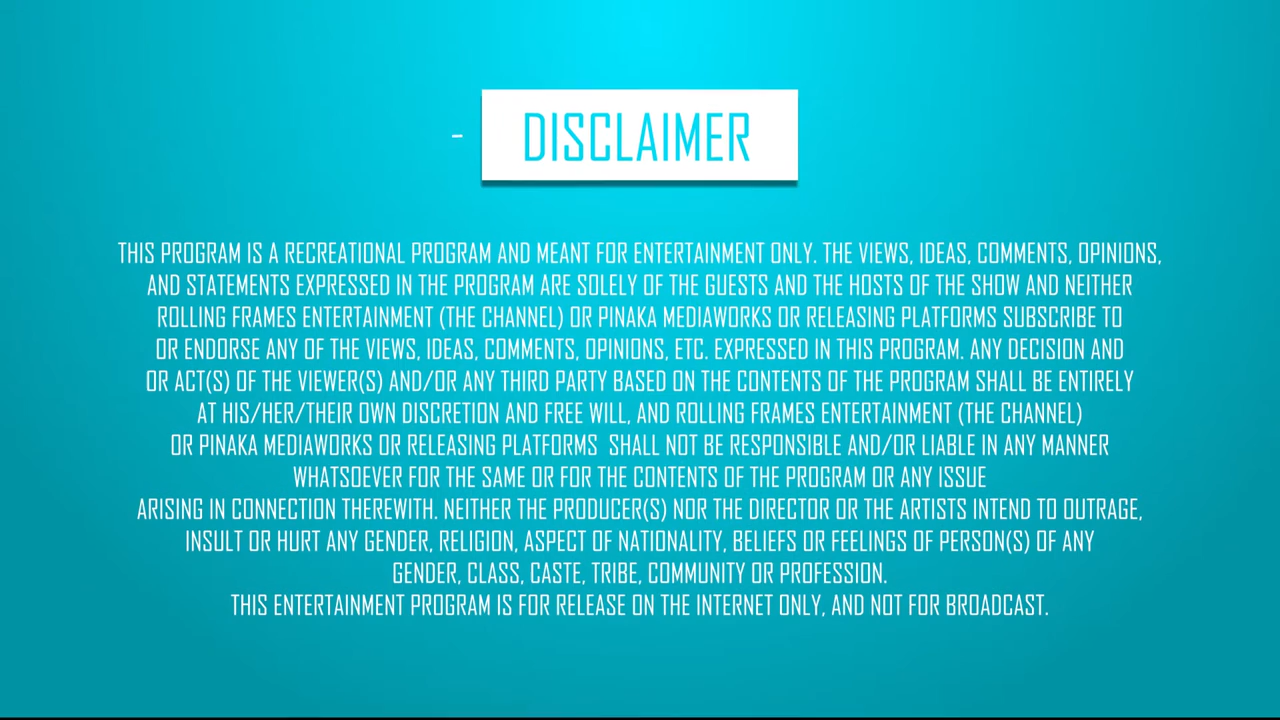 - DISCLAIMER
THIS PROGRAM IS A RECREATIONAL PROGRAM AND MEANT FOR ENTERTAINMENT ONLY. THE VIEWS, IDEAS, COMMENTS, OPINIONS,
AND STATEMENTS EXPRESSED IN THE PROGRAM ARE SOLELY OF THE GUESTS AND THE HOSTS OF THE SHOW AND NEITHER
ROLLING FRAMES ENTERTAINMENT (THE CHANNEL) OR PINAKA MEDIAWORKS OR RELEASING PLATFORMS SUBSCRIBE TO
OR ENDORSE ANY OF THE VIEWS, IDEAS, COMMENTS, OPINIONS, ETC. EXPRESSED IN THIS PROGRAM. ANY DECISION AND
OR ACT(S) OF THE VIEWER(S) AND/OR ANY THIRD PARTY BASED ON THE CONTENTS OF THE PROGRAM SHALL BE ENTIRELY
AT HIS/HER/THEIR OWN DISCRETION AND FREE WILL, AND ROLLING FRAMES ENTERTAINMENT (THE CHANNEL)
OR PINAKA MEDIAWORKS OR RELEASING PLATFORMS  SHALL NOT BE RESPONSIBLE AND/OR LIABLE IN ANY MANNER
WHATSOEVER FOR THE SAME OR FOR THE CONTENTS OF THE PROGRAM OR ANY ISSUE
ARISING IN CONNECTION THEREWITH. NEITHER THE PRODUCER(S) NOR THE DIRECTOR OR THE ARTISTS INTEND TO OUTRAGE,
INSULT OR HURT ANY GENDER, RELIGION, ASPECT OF NATIONALITY, BELIEFS OR FEELINGS OF PERSON(S) OF ANY
GENDER, CLASS, CASTE, TRIBE, COMMUNITY OR PROFESSION.
THIS ENTERTAINMENT PROGRAM IS FOR RELEASE ON THE INTERNET ONLY, AND NOT FOR BROADCAST.